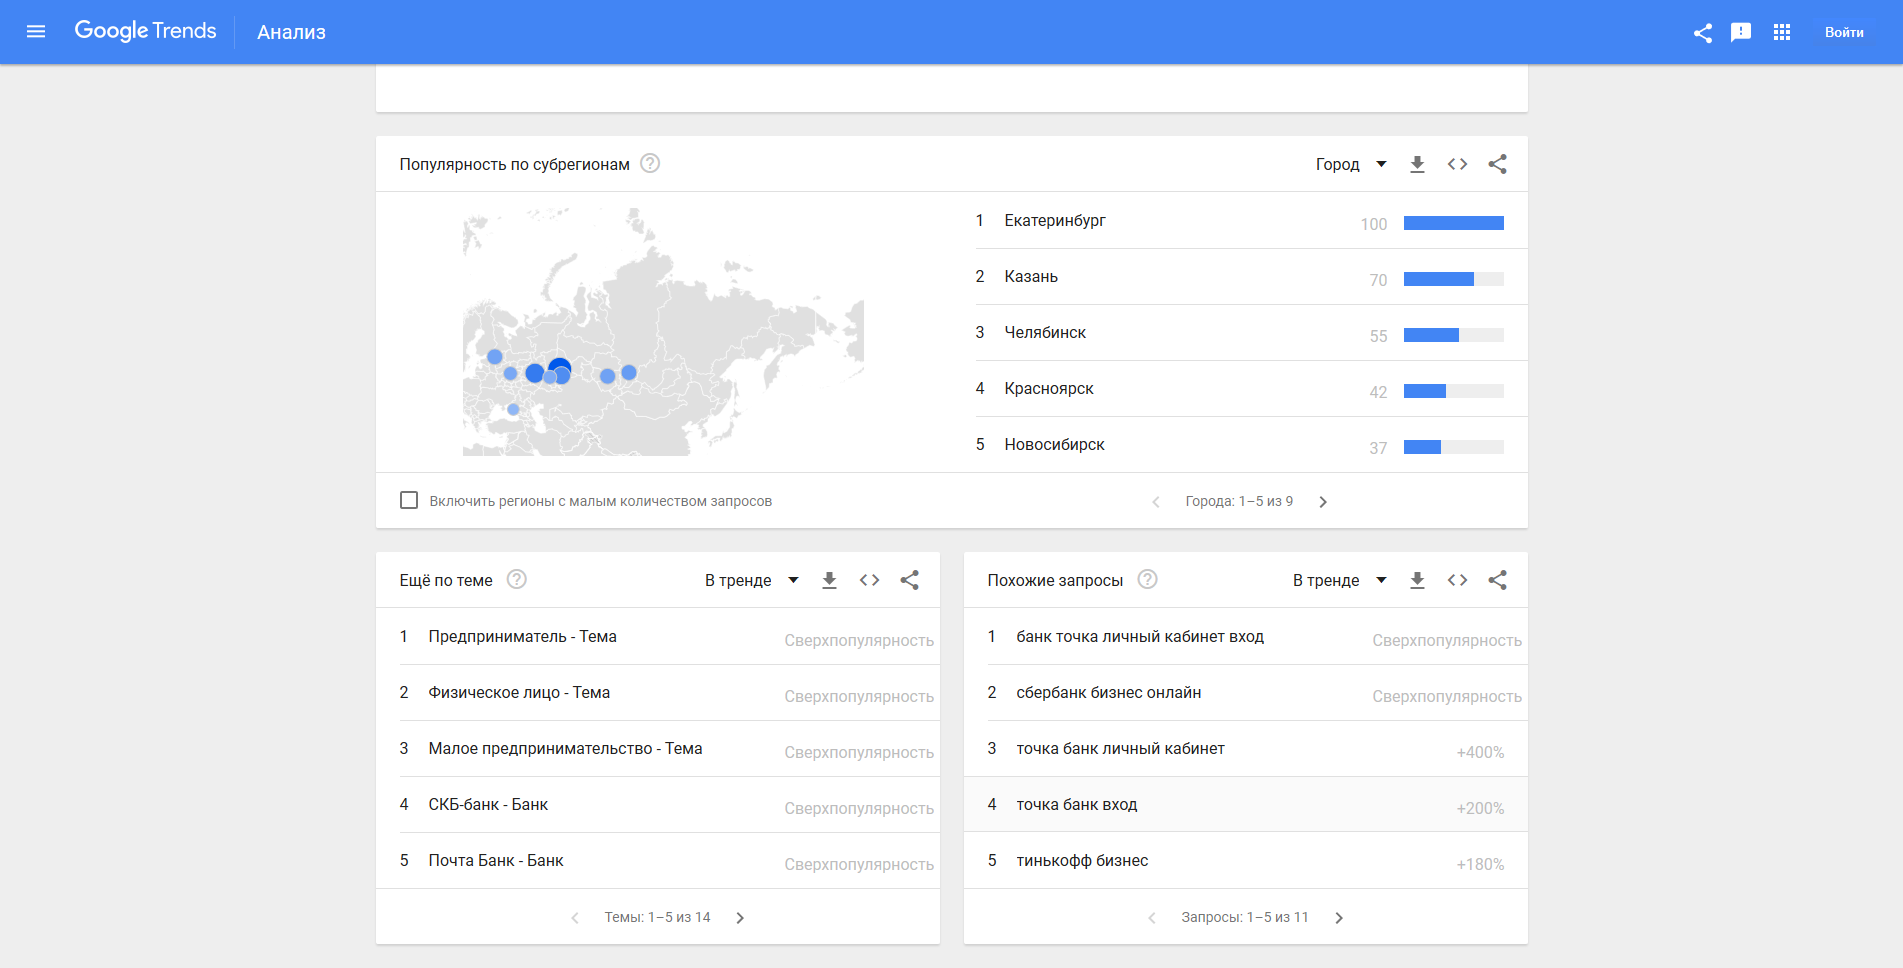 Google Trends Анализ Войти
Популярность по субрегионам Город
1 Екатеринбург 100
2 Казань 70
3 Челябинск 55
4 Красноярск 42
5 Новосибирск 37
Включить регионы с малым количеством запросов Города: 1–5 из 9
Ещё по теме В тренде
1 Предприниматель - Тема Сверхпопулярность
2 Физическое лицо - Тема Сверхпопулярность
3 Малое предпринимательство - Тема Сверхпопулярность
4 СКБ-банк - Банк Сверхпопулярность
5 Почта Банк - Банк Сверхпопулярность
Темы: 1–5 из 14
Похожие запросы В тренде
1 банк точка личный кабинет вход Сверхпопулярность
2 сбербанк бизнес онлайн Сверхпопулярность
3 точка банк личный кабинет +400%
4 точка банк вход +200%
5 тинькофф бизнес +180%
Запросы: 1–5 из 11